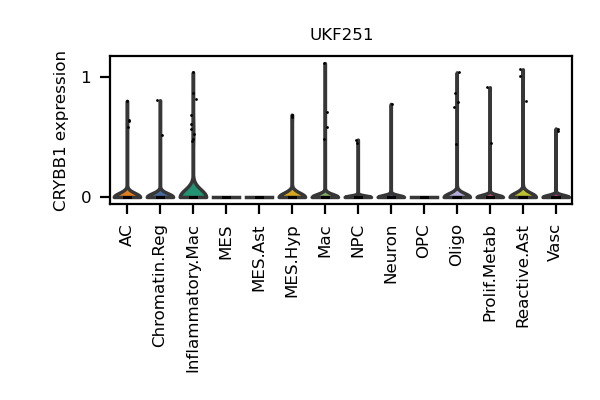 UKF251
CRYBB1 expression
1
0
AC
Chromatin.Reg
Inflammatory.Mac
MES
MES.Ast
MES.Hyp
Mac
NPC
Neuron
OPC
Oligo
Prolif.Metab
Reactive.Ast
Vasc